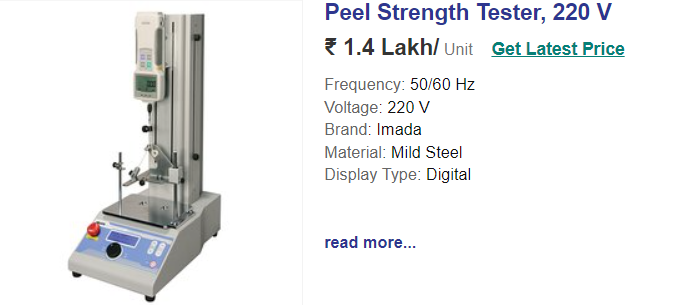 Peel Strength Tester, 220 V
₹ 1.4 Lakh/ Unit Get Latest Price
Frequency: 50/60 Hz
Voltage: 220 V
Brand: Imada
Material: Mild Steel
Display Type: Digital
read more...